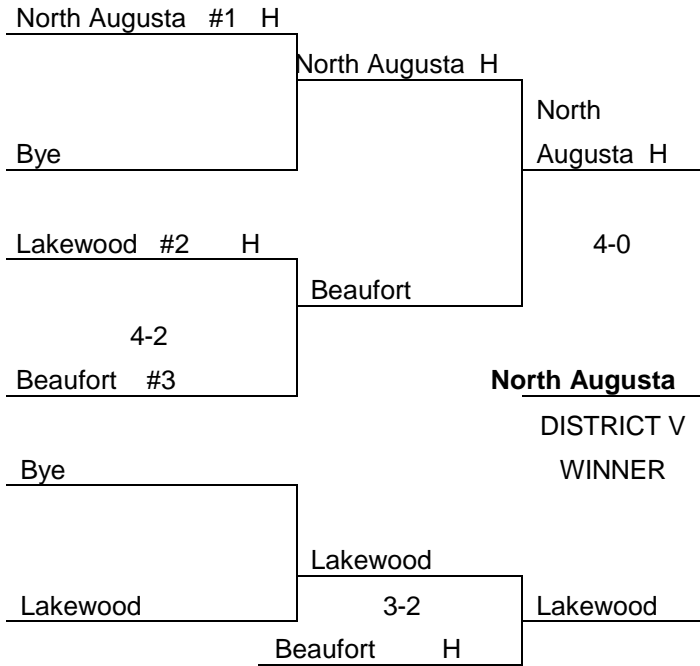 North Augusta #1 H
North Augusta H
North
Bye
Augusta H
Lakewood #2 H
4-0
Beaufort
4-2
Beaufort #3
North Augusta
DISTRICT V
Bye
WINNER
Lakewood
Lakewood
3-2
Lakewood
Beaufort H